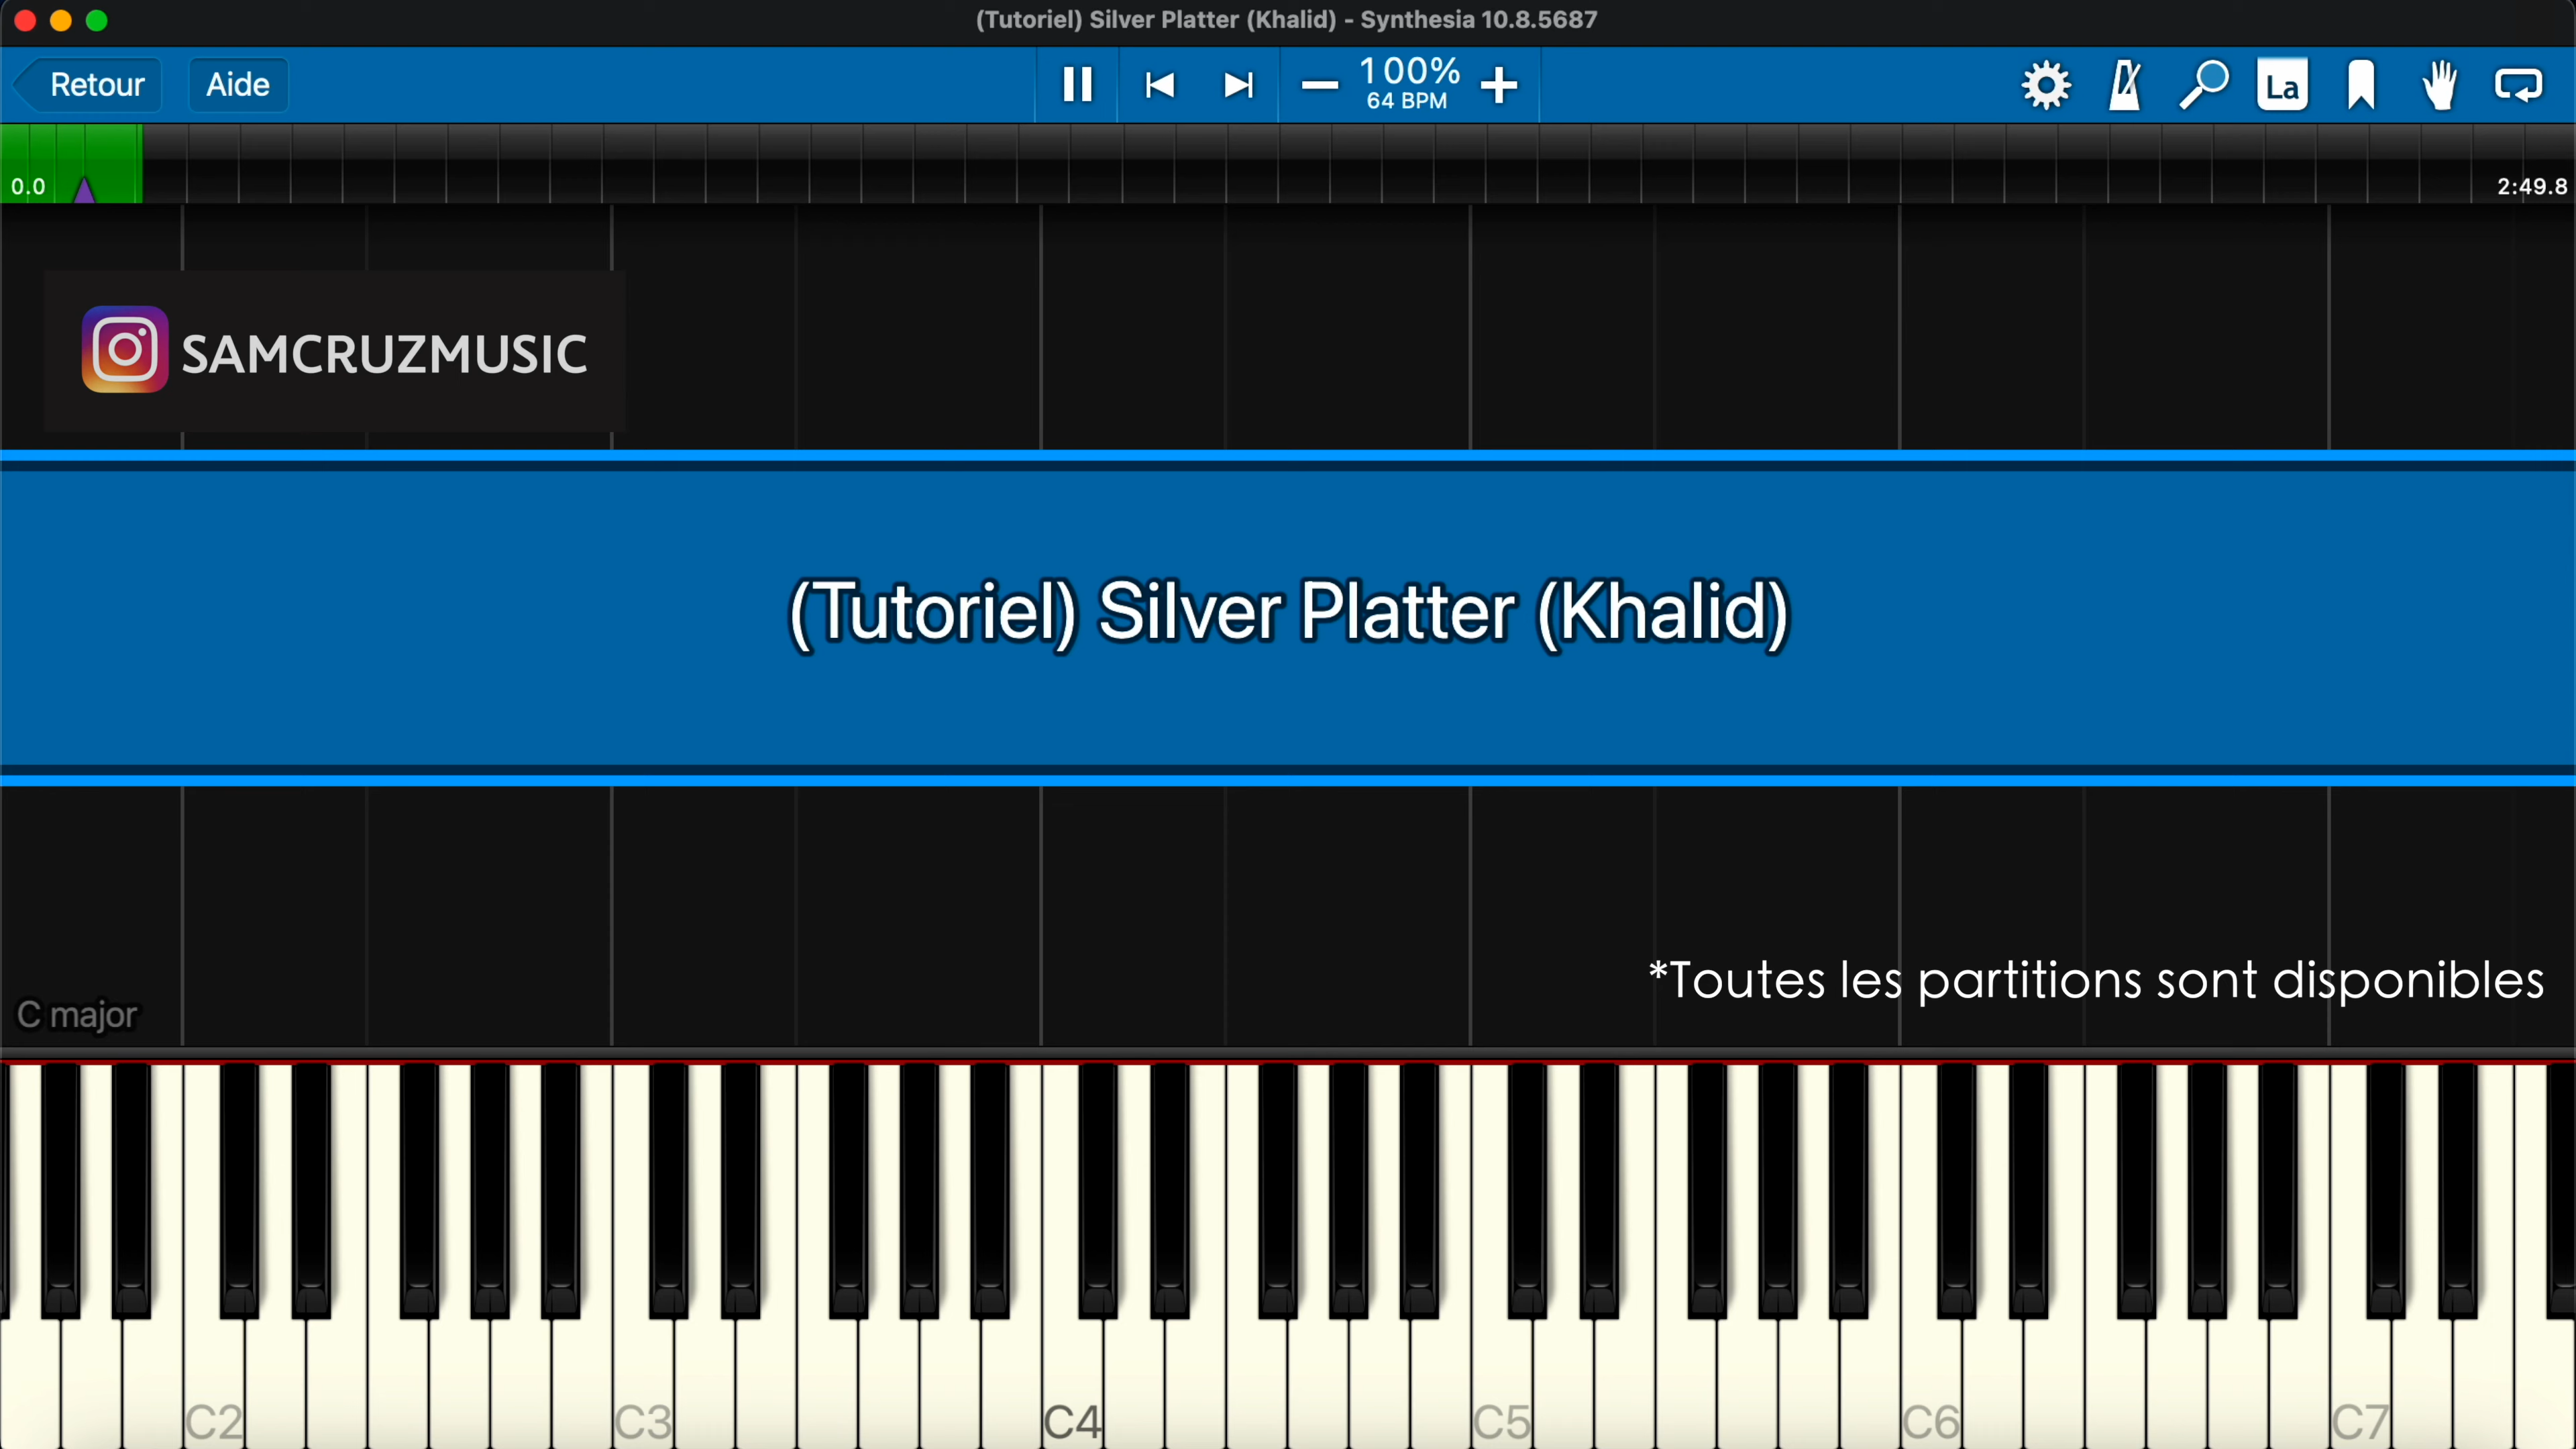 (Tutoriel) Silver Platter (Khalid) - Synthesia 10.8.5687
Retour
Aide
100%
64 BPM
La
0.0
2:49.8
SAMCRUZMUSIC
(Tutoriel) Silver Platter (Khalid)
*Toutes les partitions sont disponibles
C major
C2
C3
C4
C5
C6
C7